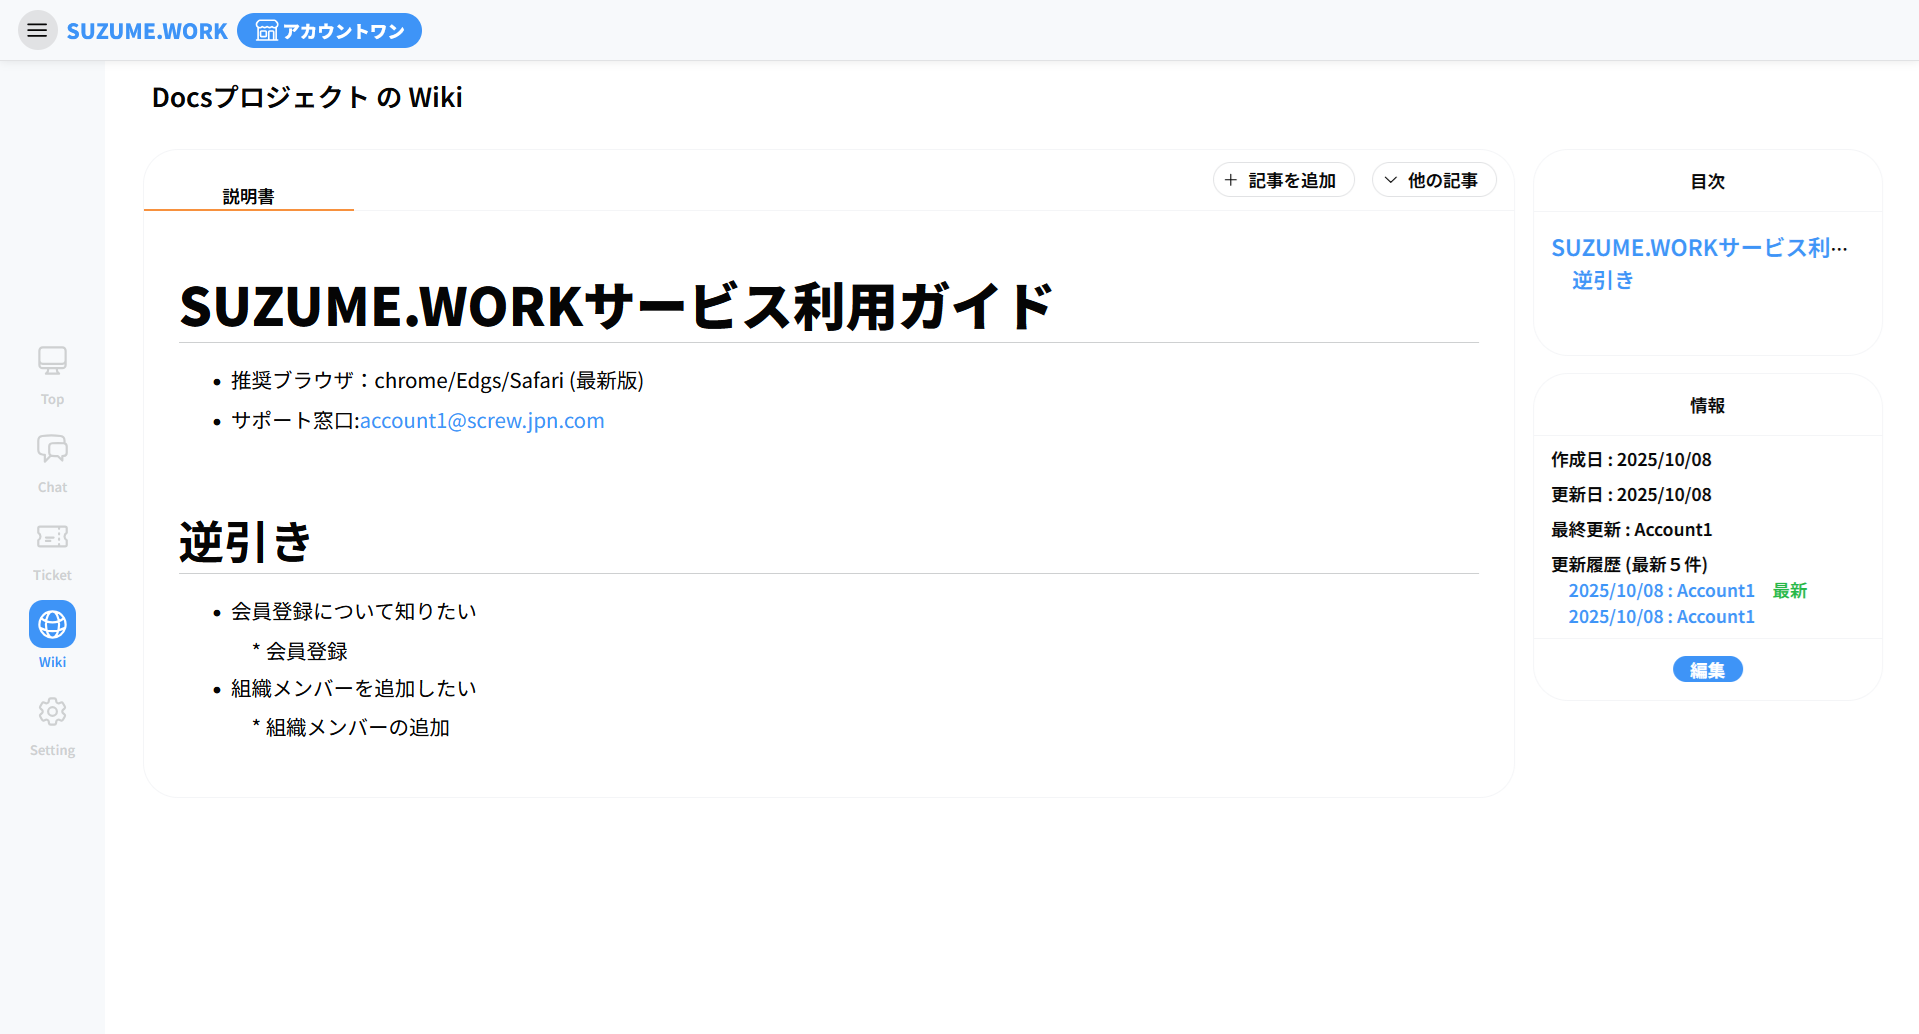 SUZUME.WORK
アカウントワン
Docsプロジェクト の Wiki
説明書
記事を追加
他の記事
SUZUME.WORKサービス利用ガイド
• 推奨ブラウザ：chrome/Edgs/Safari (最新版)
• サポート窓口:account1@screw.jpn.com
逆引き
• 会員登録について知りたい
* 会員登録
• 組織メンバーを追加したい
* 組織メンバーの追加
目次
SUZUME.WORKサービス利…
逆引き
情報
作成日 : 2025/10/08
更新日 : 2025/10/08
最終更新 : Account1
更新履歴 (最新５件)
2025/10/08 : Account1 最新
2025/10/08 : Account1
編集
Top
Chat
Ticket
Wiki
Setting